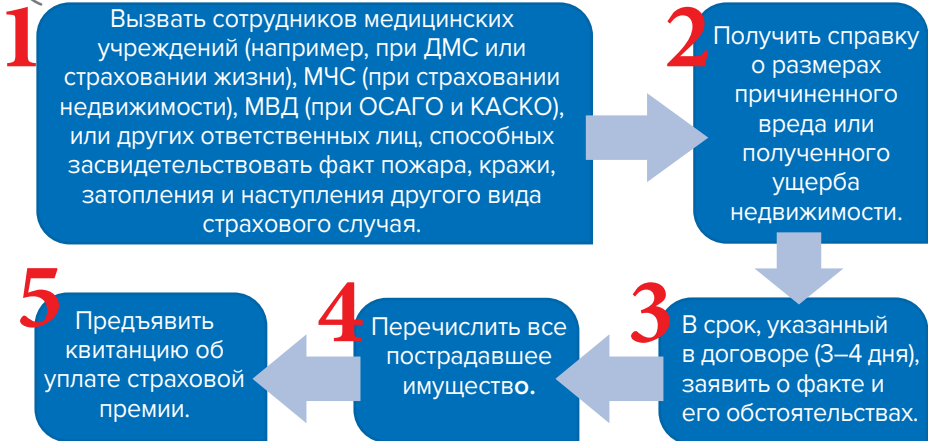 1
Вызвать сотрудников медицинских
учреждений (например, при ДМС или
страховании жизни), МЧС (при страховании
недвижимости), МВД (при ОСАГО и КАСКО),
или других ответственных лиц, способных
засвидетельствовать факт пожара, кражи,
затопления и наступления другого вида
страхового случая.
2
Получить справку
о размерах
причиненного
вреда или
полученного
ущерба
недвижимости.
3
В срок, указанный
в договоре (3–4 дня),
заявить о факте и
его обстоятельствах.
4
Перечислить все
пострадавшее
имущество.
5
Предъявить
квитанцию об
уплате страховой
премии.